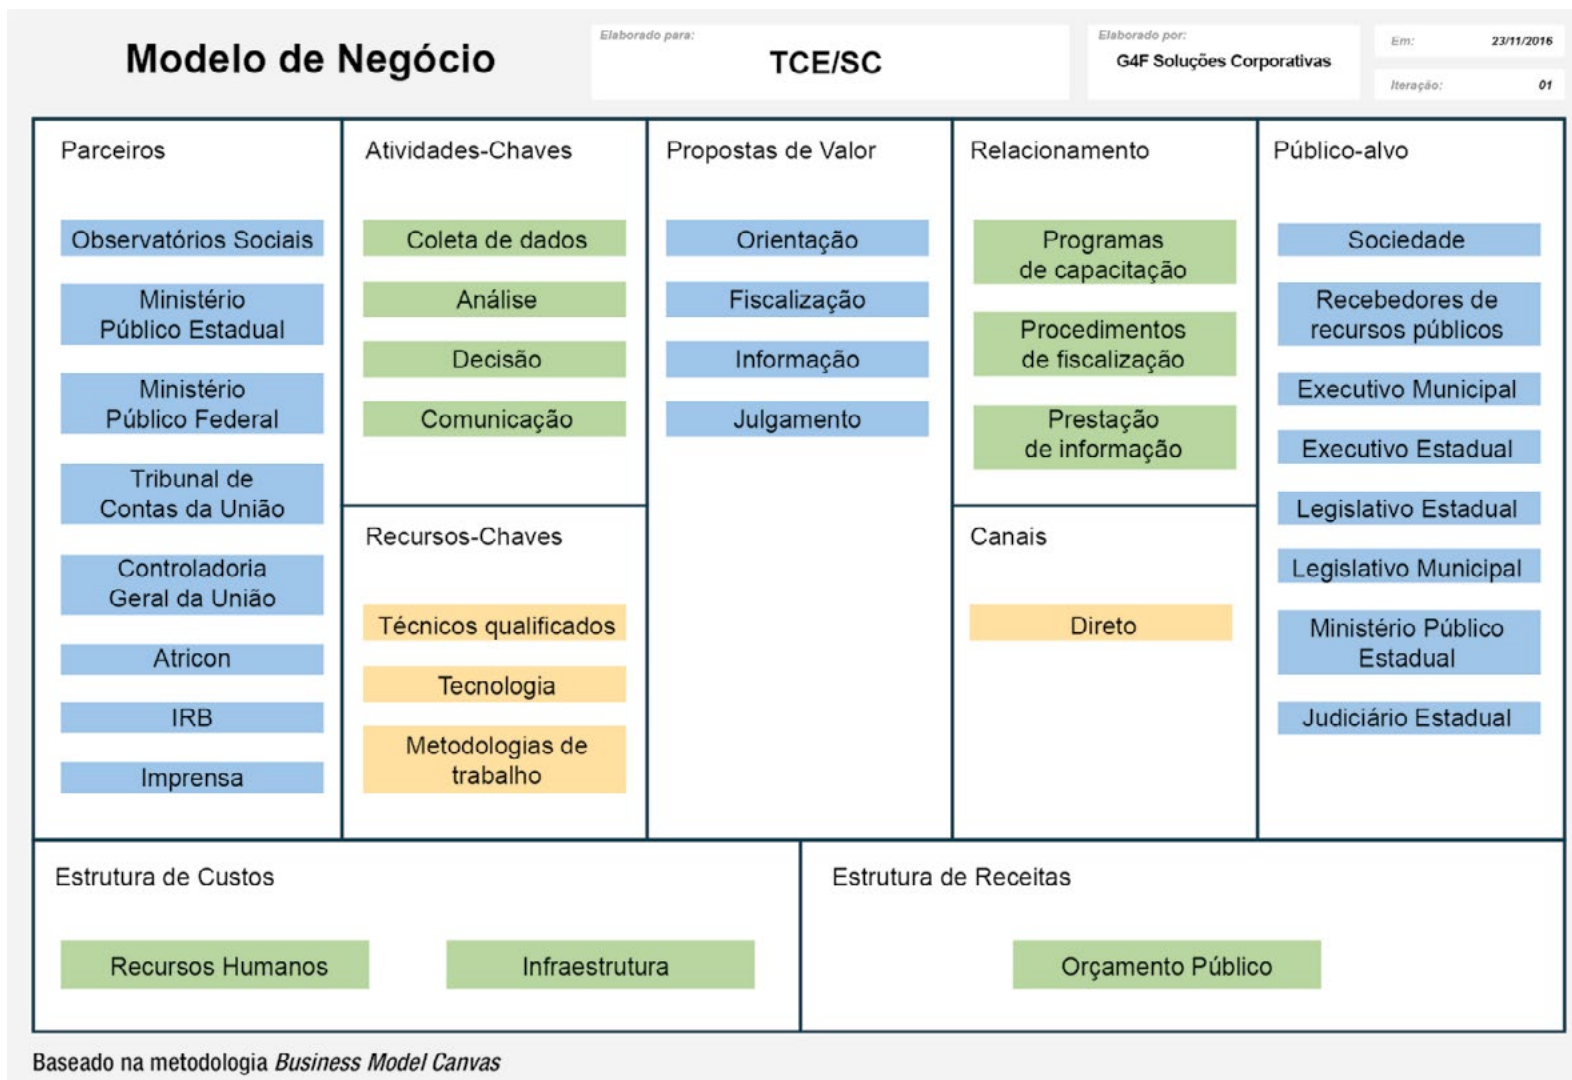 Modelo de Negócio
Elaborado para:
TCE/SC
Elaborado por:
G4F Soluções Corporativas
Em: 23/11/2016
Iteração: 01
Parceiros
Observatórios Sociais
Ministério
Público Estadual
Ministério
Público Federal
Tribunal de
Contas da União
Controladoria
Geral da União
Atricon
IRB
Imprensa
Atividades-Chaves
Coleta de dados
Análise
Decisão
Comunicação
Recursos-Chaves
Técnicos qualificados
Tecnologia
Metodologias de
trabalho
Propostas de Valor
Orientação
Fiscalização
Informação
Julgamento
Relacionamento
Programas
de capacitação
Procedimentos
de fiscalização
Prestação
de informação
Canais
Direto
Público-alvo
Sociedade
Recebedores de
recursos públicos
Executivo Municipal
Executivo Estadual
Legislativo Estadual
Legislativo Municipal
Ministério Público
Estadual
Judiciário Estadual
Estrutura de Custos
Recursos Humanos
Infraestrutura
Estrutura de Receitas
Orçamento Público
Baseado na metodologia Business Model Canvas